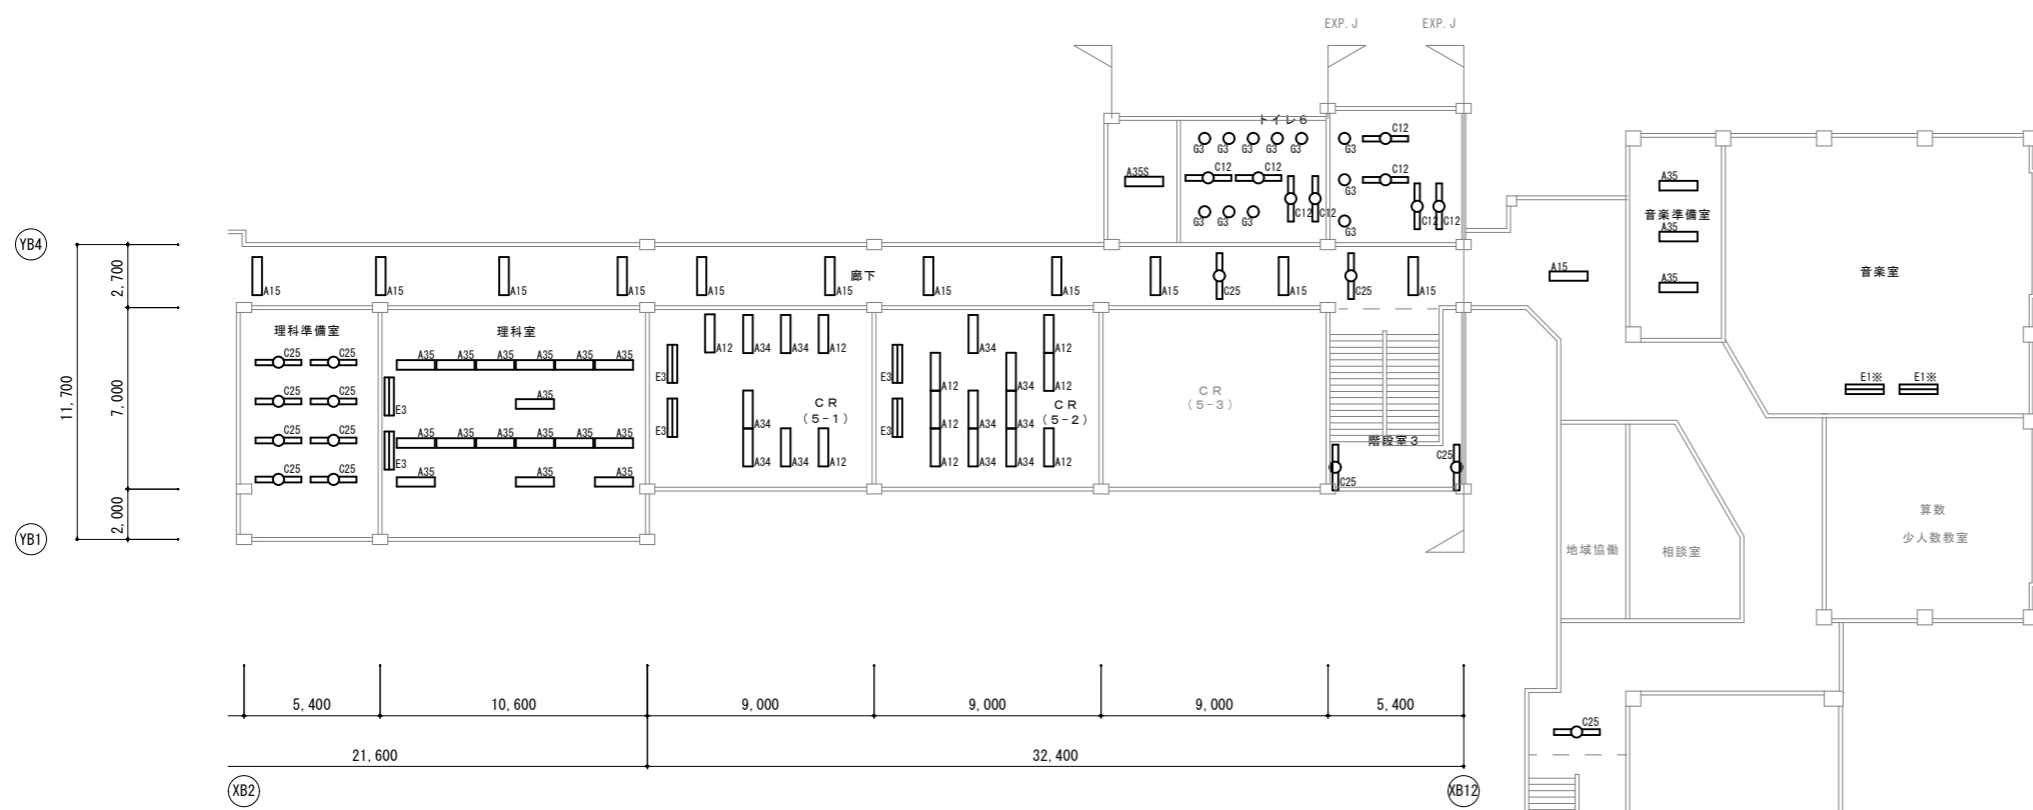 EXP. J
EXP. J
トイレ6
C12
G3
G3
G3
G3
G3
G3
C12
C12
C12
A35S
G3
C12
C12
C12
C12
G3
G3
G3
G3
A35
音楽準備室
A35
A35
音楽室
YB4
2,700
廊下
A15
A15
A15
A15
A15
A15
A15
A15
A15
C25
A15
C25
A15
A15
11,700
7,000
理科準備室
C25
C25
C25
C25
C25
C25
C25
C25
理科室
A35
A35
A35
A35
A35
A35
A35
E3
A35
A35
A35
A35
A35
A35
E3
A35
A35
A35
A12
A34
A34
A12
E3
E3
CR
(5-1)
A34
A34
A34
A12
A34
A12
E3
A12
A34
A12
E3
CR
(5-2)
A12
A34
A34
A12
A34
A34
A12
CR
(5-3)
階段室3
C25
C25
E1※
E1※
2,000
YB1
地域協働
相談室
算数
少人数教室
5,400
10,600
9,000
9,000
9,000
5,400
C25
21,600
32,400
XB2
XB12